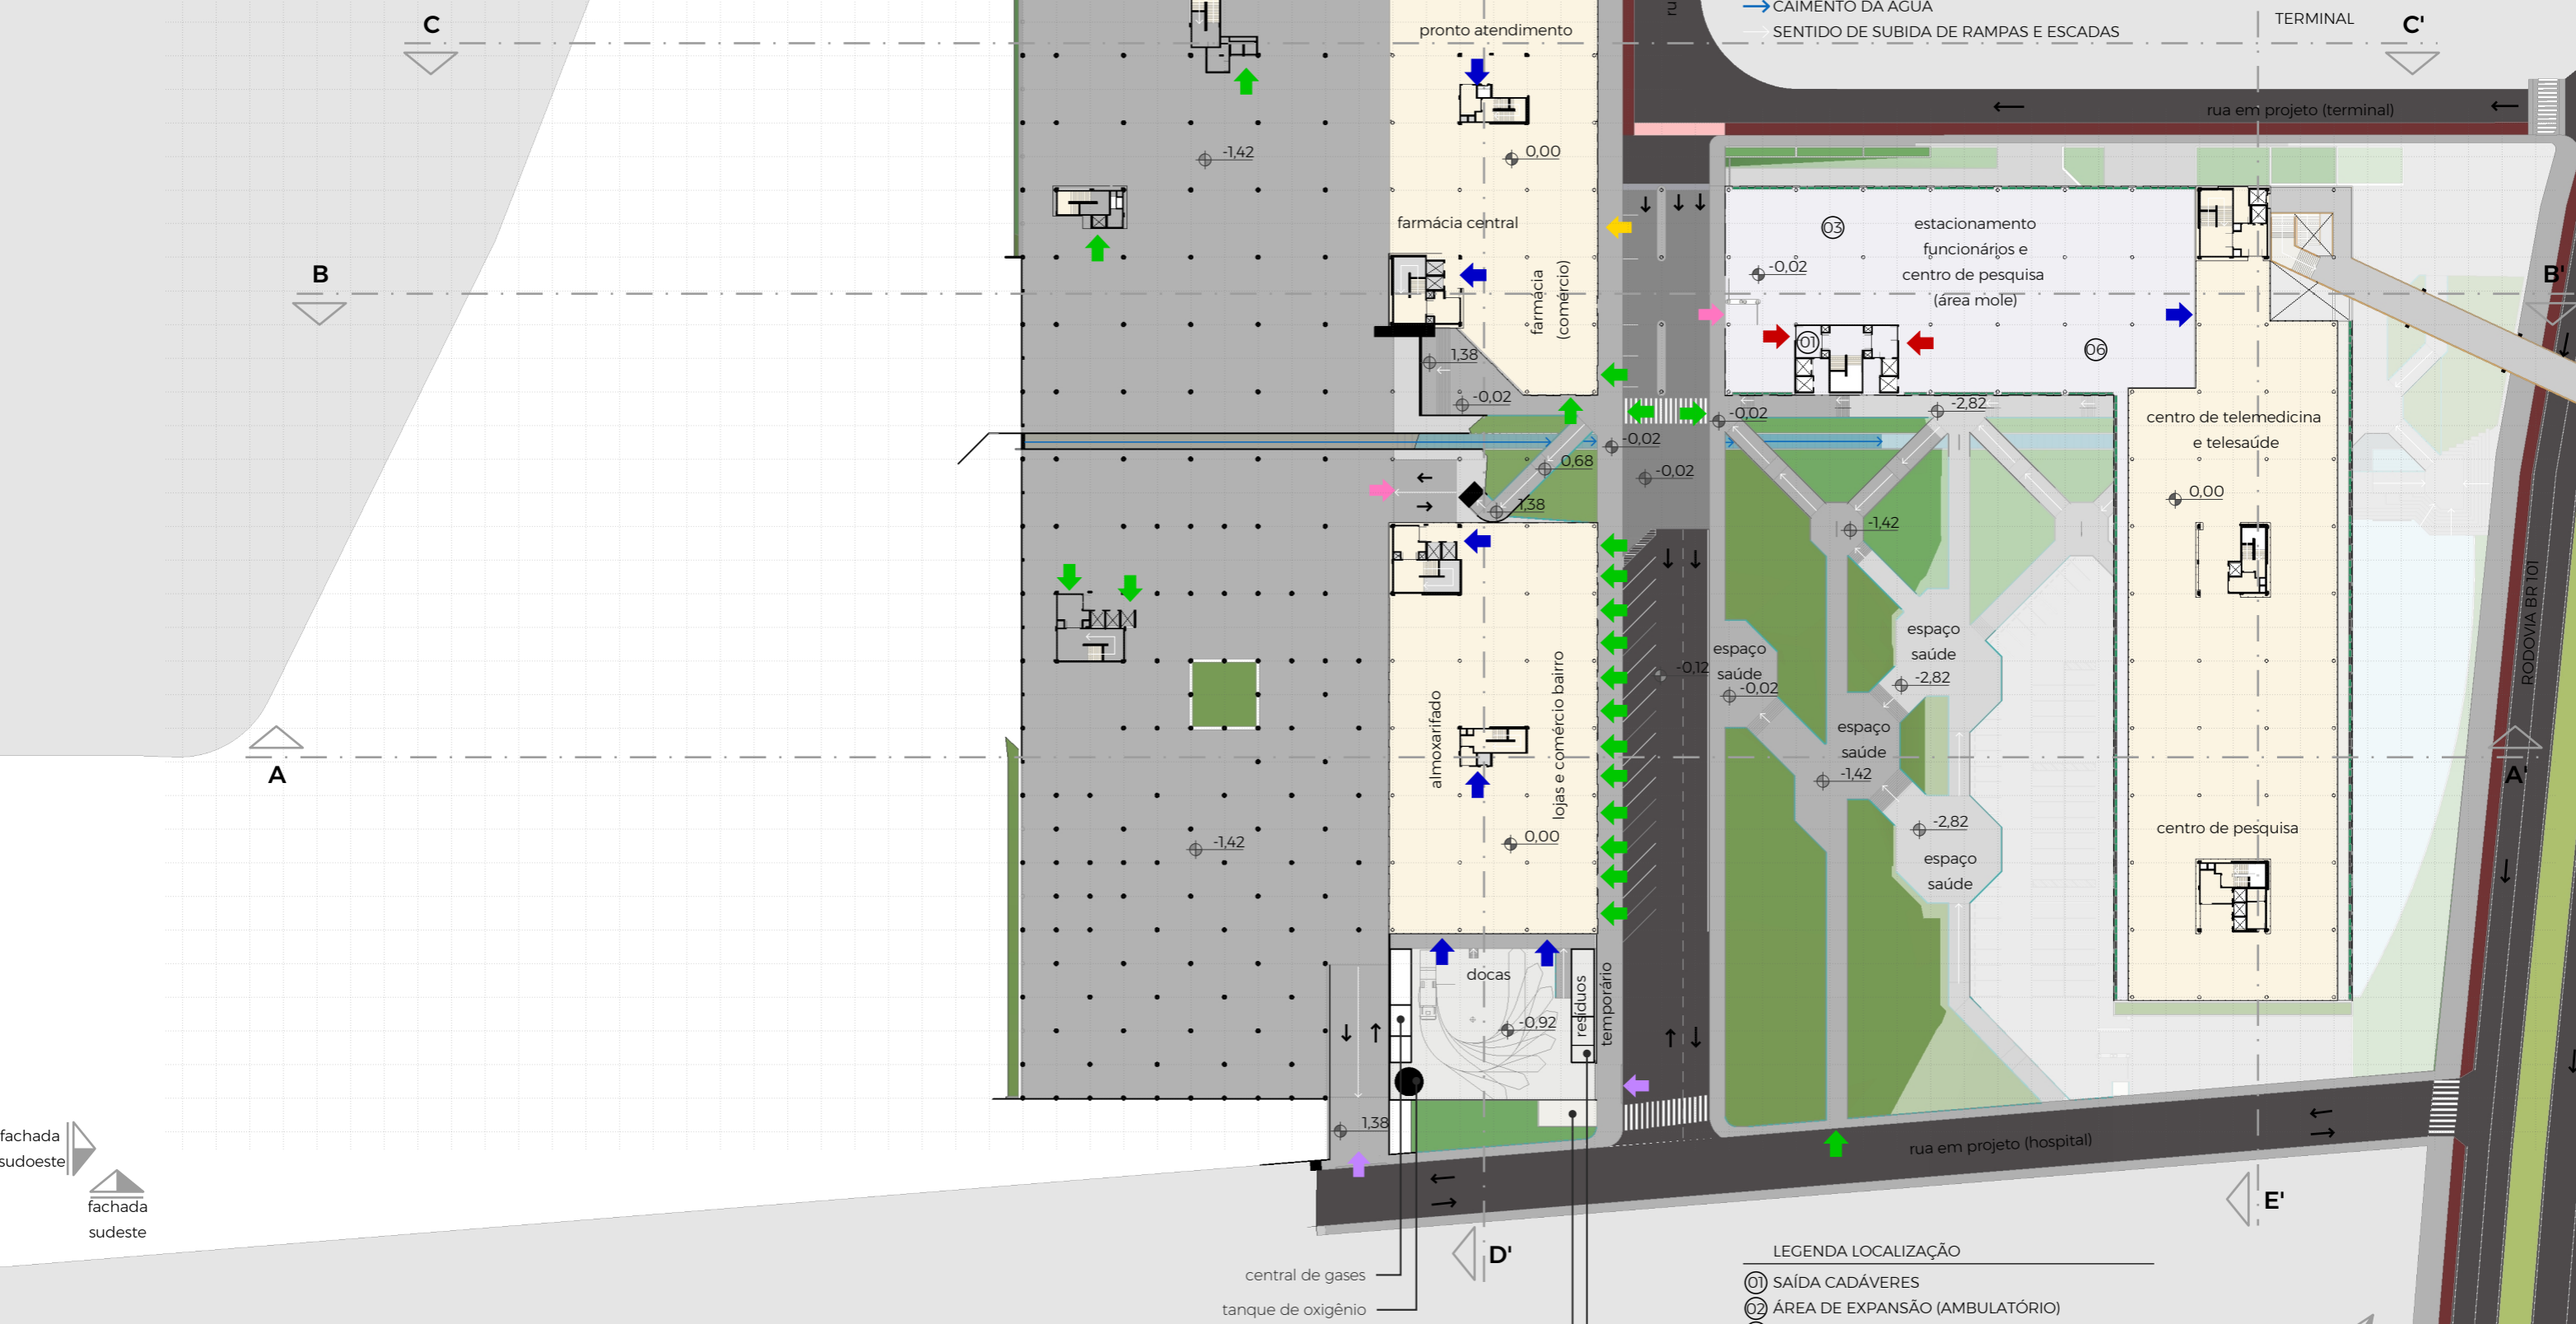 C
pronto atendimento
CAIMENTO DA ÁGUA
SENTIDO DE SUBIDA DE RAMPAS E ESCADAS
TERMINAL
C'
rua em projeto (terminal)
-1,42
0,00
farmácia central
farmácia
(comércio)
03
estacionamento
funcionários e
centro de pesquisa
(área mole)
-0,02
B
B'
01
06
1,38
-0,02
-0,02
-2,82
centro de telemedicina
e telesaúde
-0,02
0,68
-0,02
0,00
1,38
-1,42
RODOVIA BR 101
espaço
saúde
-2,82
espaço
saúde
-0,02
-0,12
espaço
saúde
-1,42
almoxarifado
lojas e comércio bairro
A
A'
-1,42
0,00
-2,82
espaço
saúde
centro de pesquisa
docas
-0,92
resíduos
temporário
1,38
rua em projeto (hospital)
fachada
sudoeste
fachada
sudeste
D'
E'
central de gases
tanque de oxigênio
LEGENDA LOCALIZAÇÃO
01 SAÍDA CADÁVERES
02 ÁREA DE EXPANSÃO (AMBULATÓRIO)